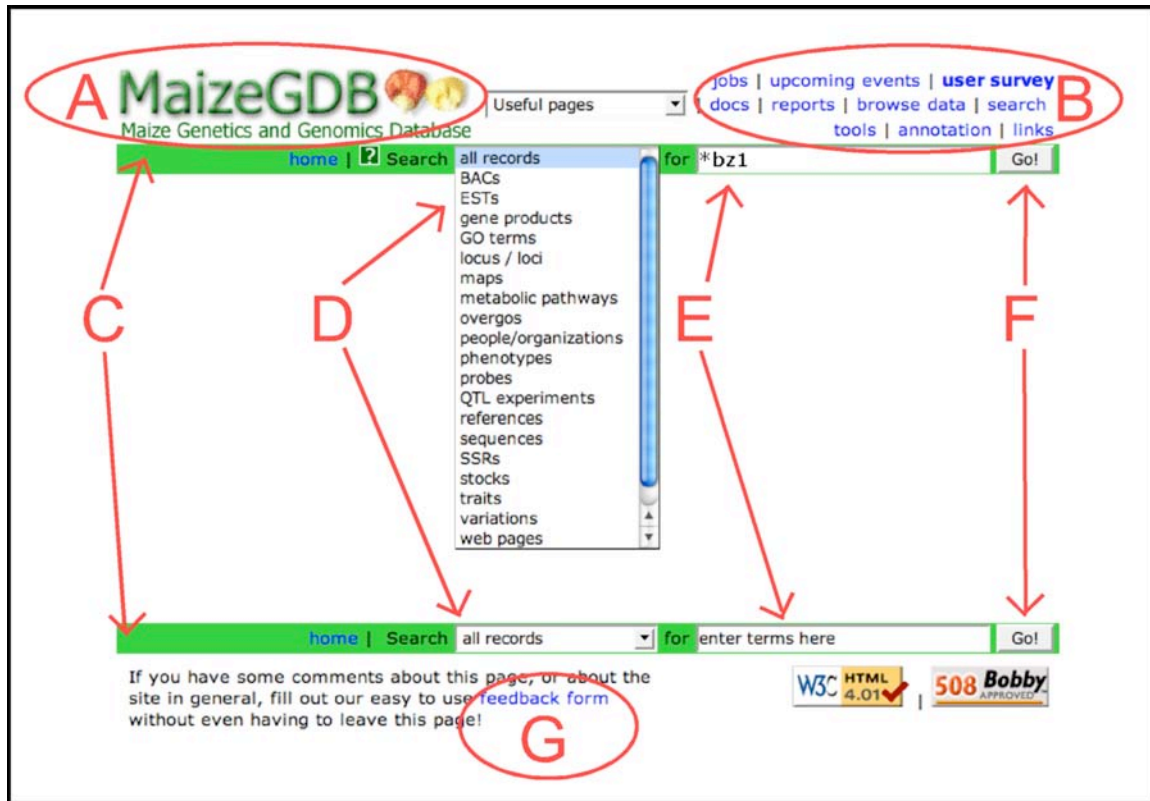 A MaizeGDB
Maize Genetics and Genomics Database
Useful pages
jobs | upcoming events | user survey
| docs | reports | browse data | search
tools | annotation | links
B
home | ? Search all records for *bz1 Go!
BACs
ESTs
gene products
GO terms
locus / loci
maps
metabolic pathways
overgos
people/organizations
phenotypes
probes
QTL experiments
references
sequences
SSRs
stocks
traits
variations
web pages
C D E F
home | Search all records for enter terms here Go!
If you have some comments about this page, or about the
site in general, fill out our easy to use feedback form
without even having to leave this page!
G
W3C HTML 4.01 | 508 Bobby APPROVED